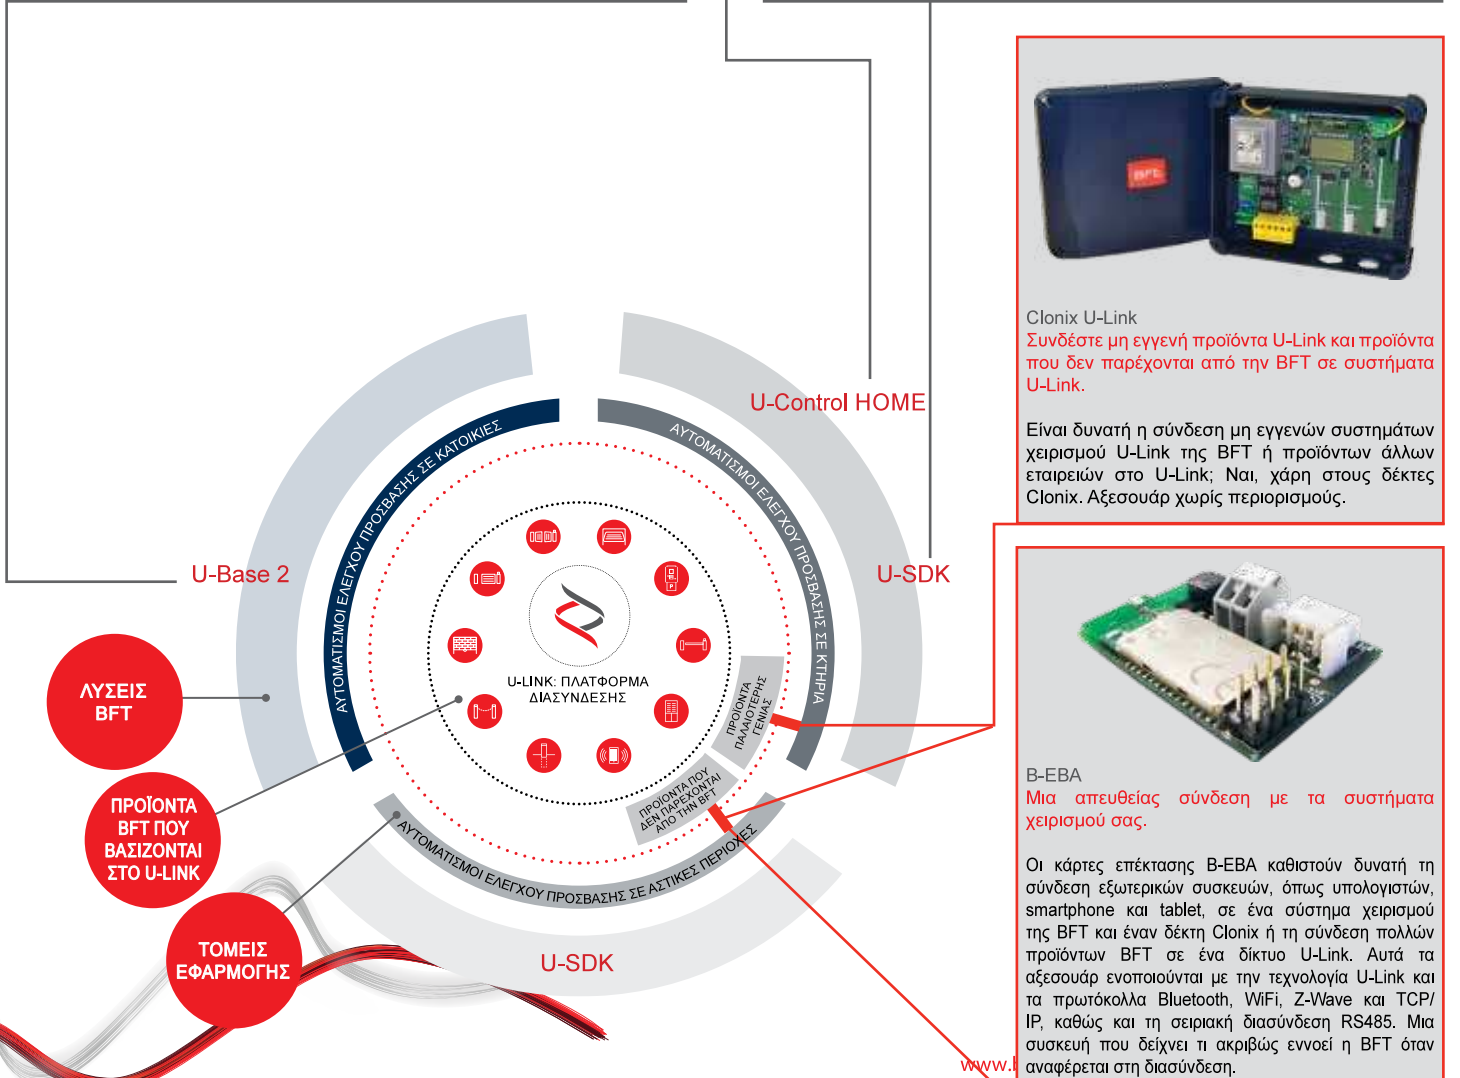 BFT
Clonix U-Link
Συνδέστε μη εγγενή προϊόντα U-Link και προϊόντα
που δεν παρέχονται από την BFT σε συστήματα
U-Link.
Είναι δυνατή η σύνδεση μη εγγενών συστημάτων
χειρισμού U-Link της BFT ή προϊόντων άλλων
εταιρειών στο U-Link; Ναι, χάρη στους δέκτες
Clonix. Αξεσουάρ χωρίς περιορισμούς.
U-Control HOME
ΑΥΤΟΜΑΤΙΣΜΟΙ ΕΛΕΓΧΟΥ ΠΡΟΣΒΑΣΗΣ ΣΕ ΚΑΤΟΙΚΙΕΣ
ΑΥΤΟΜΑΤΙΣΜΟΙ ΕΛΕΓΧΟΥ ΠΡΟΣΒΑΣΗΣ ΣΕ ΚΤΗΡΙΑ
U-Base 2
U-SDK
P
U-LINK: ΠΛΑΤΦΟΡΜΑ
ΔΙΑΣΥΝΔΕΣΗΣ
ΛΥΣΕΙΣ
BFT
ΠΡΟΪΟΝΤΑ
ΠΑΛΑΙΟΤΕΡΗΣ
ΓΕΝΙΑΣ
ΠΡΟΪΟΝΤΑ ΠΟΥ
ΔΕΝ ΠΑΡΕΧΟΝΤΑΙ
ΑΠΟ ΤΗΝ BFT
ΠΡΟΪΟΝΤΑ
BFT ΠΟΥ
ΒΑΣΙΖΟΝΤΑΙ
ΣΤΟ U-LINK
ΑΥΤΟΜΑΤΙΣΜΟΙ ΕΛΕΓΧΟΥ ΠΡΟΣΒΑΣΗΣ ΣΕ ΑΣΤΙΚΕΣ ΠΕΡΙΟΧΕΣ
ΤΟΜΕΙΣ
ΕΦΑΡΜΟΓΗΣ
U-SDK
B-EBA
Μια απευθείας σύνδεση με τα συστήματα
χειρισμού σας.
Οι κάρτες επέκτασης B-EBA καθιστούν δυνατή τη
σύνδεση εξωτερικών συσκευών, όπως υπολογιστών,
smartphone και tablet, σε ένα σύστημα χειρισμού
της BFT και έναν δέκτη Clonix ή τη σύνδεση πολλών
προϊόντων BFT σε ένα δίκτυο U-Link. Αυτά τα
αξεσουάρ ενοποιούνται με την τεχνολογία U-Link και
τα πρωτόκολλα Bluetooth, WiFi, Z-Wave και TCP/
IP, καθώς και τη σειριακή διασύνδεση RS485. Μια
συσκευή που δείχνει τι ακριβώς εννοεί η BFT όταν
αναφέρεται στη διασύνδεση.
www.